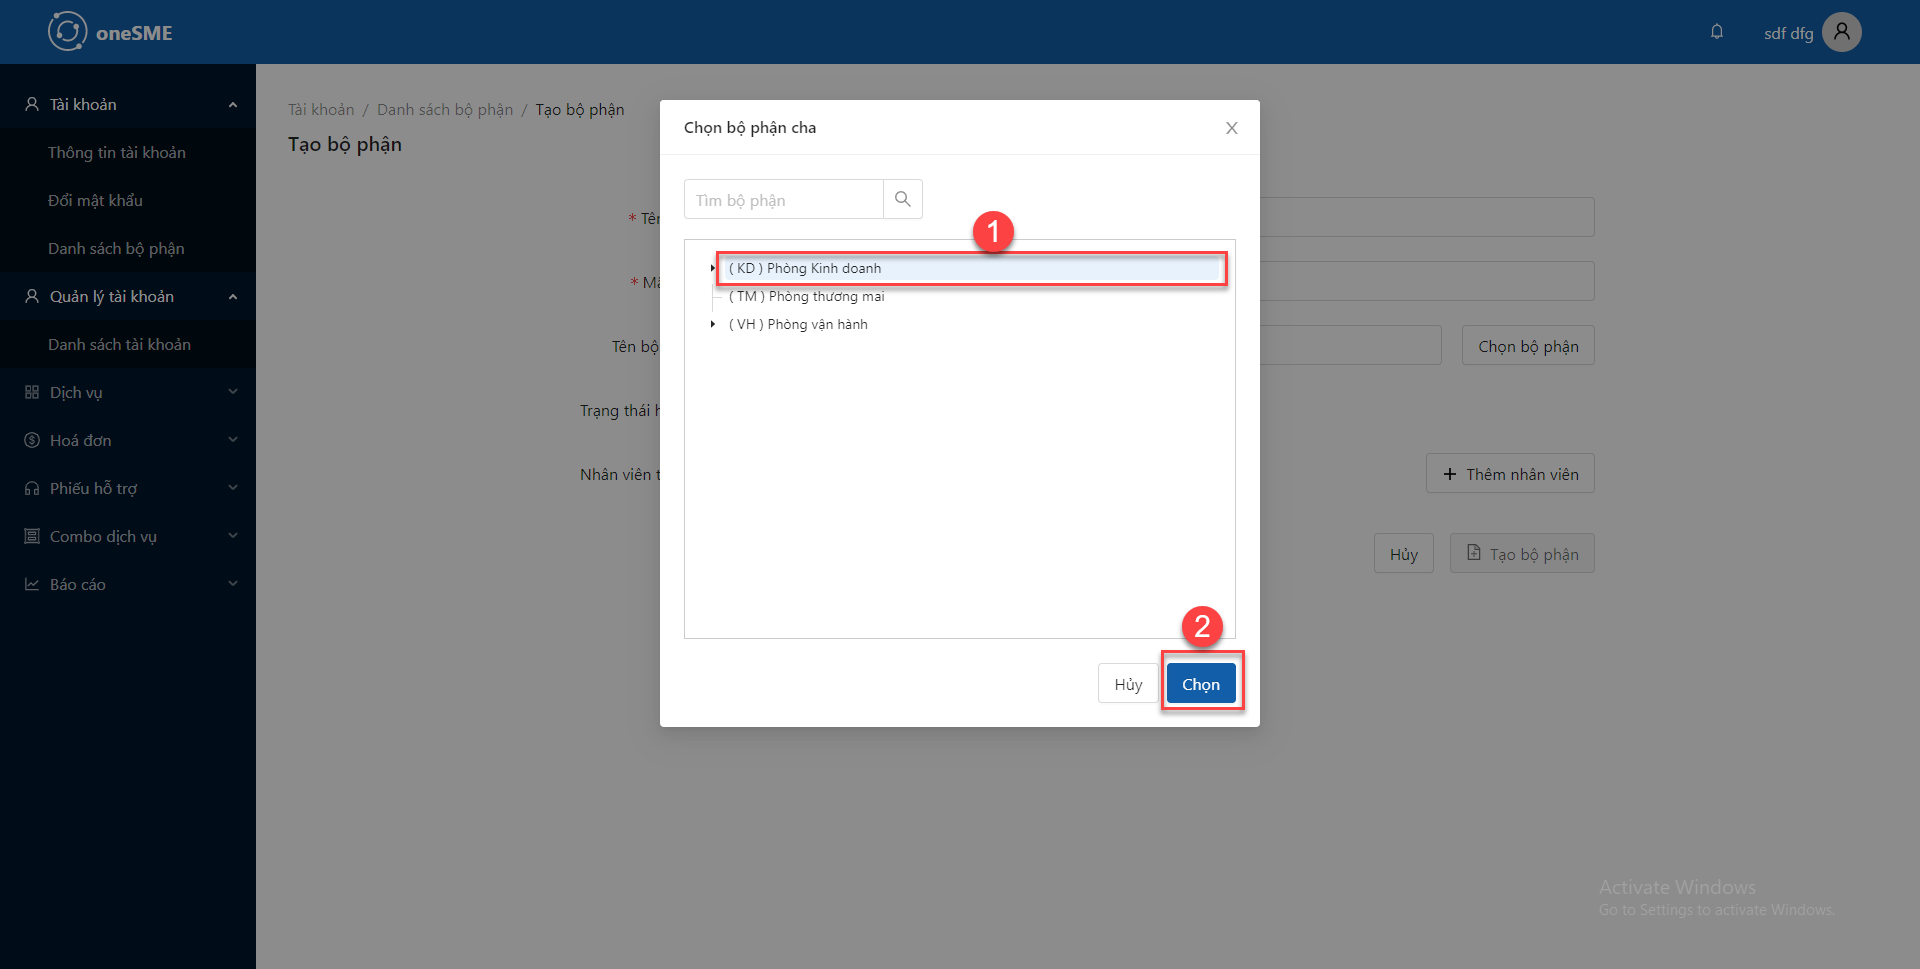 oneSME
sdf dfg
Tài khoản
Thông tin tài khoản
Đổi mật khẩu
Danh sách bộ phận
Quản lý tài khoản
Danh sách tài khoản
Dịch vụ
Hoá đơn
Phiếu hỗ trợ
Combo dịch vụ
Báo cáo
Tài khoản / Danh sách bộ phận / Tạo bộ phận
Tạo bộ phận
* Tên
* Mã
Tên bộ
Chọn bộ phận
Trạng thái h
Nhân viên t
+ Thêm nhân viên
Hủy
Tạo bộ phận
Chọn bộ phận cha
Tìm bộ phận
1
( KD ) Phòng Kinh doanh
( TM ) Phòng thương mai
( VH ) Phòng vận hành
2
Hủy
Chọn
Activate Windows
Go to Settings to activate Windows.